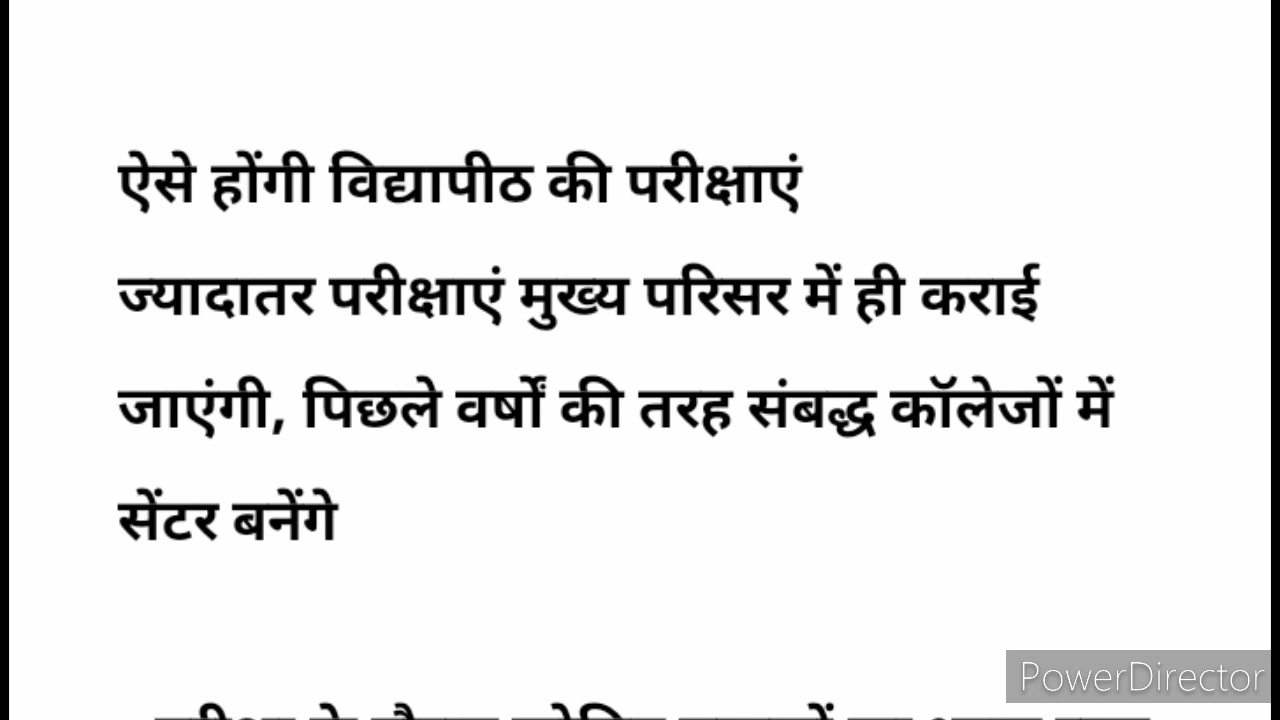 ऐसे होंगी विद्यापीठ की परीक्षाएं
ज्यादातर परीक्षाएं मुख्य परिसर में ही कराई
जाएंगी, पिछले वर्षों की तरह संबद्ध कॉलेजों में
सेंटर बनेंगे
PowerDirector